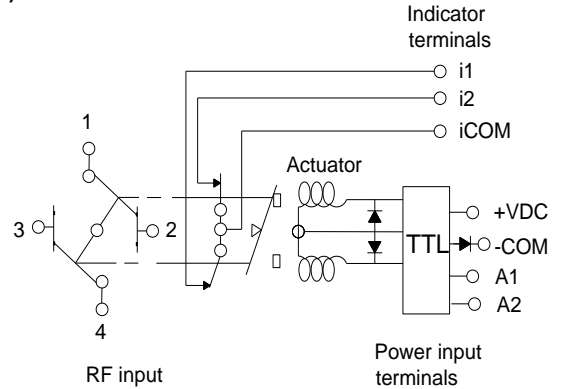 Indicator
terminals
i1
i2
iCOM
1
Actuator
3
2
+VDC
TTL
-COM
A1
A2
4
RF input
Power input
terminals